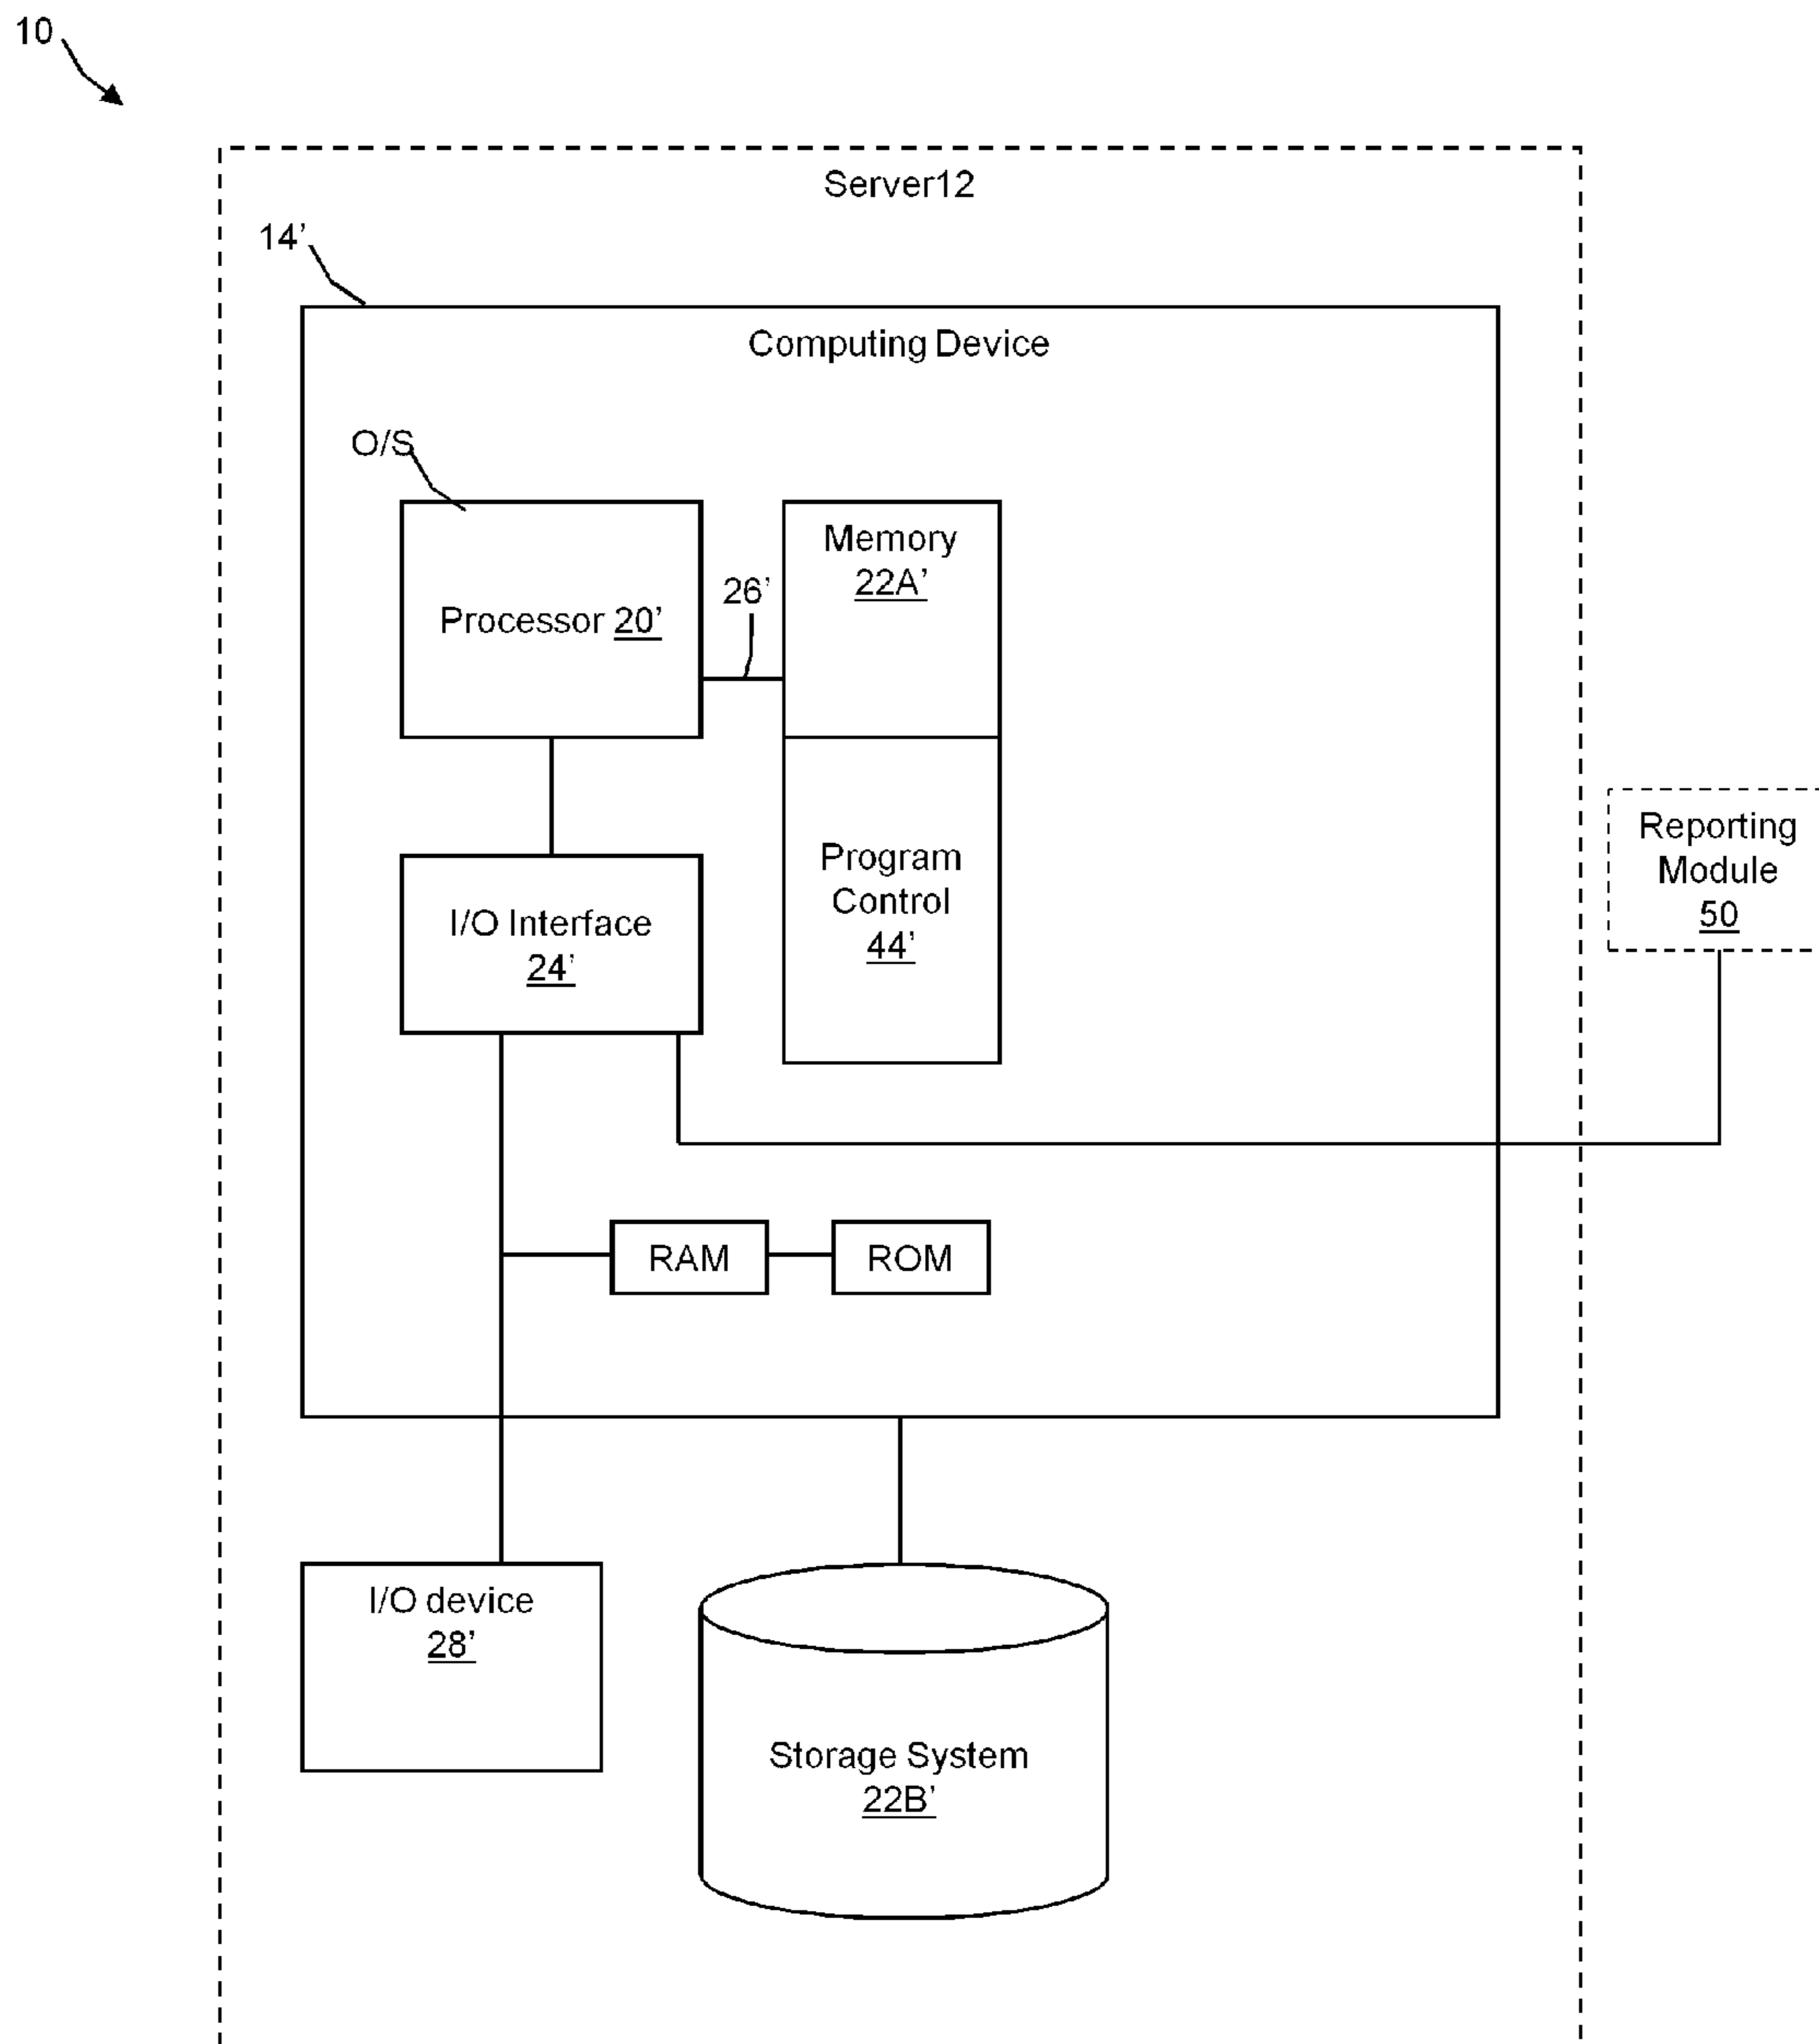 10
Server12
14’
Computing Device
O/S
Processor 20’
26’
Memory
22A’
Program
Control
44’
I/O Interface
24’
Reporting
Module
50
RAM
ROM
I/O device
28’
Storage System
22B’